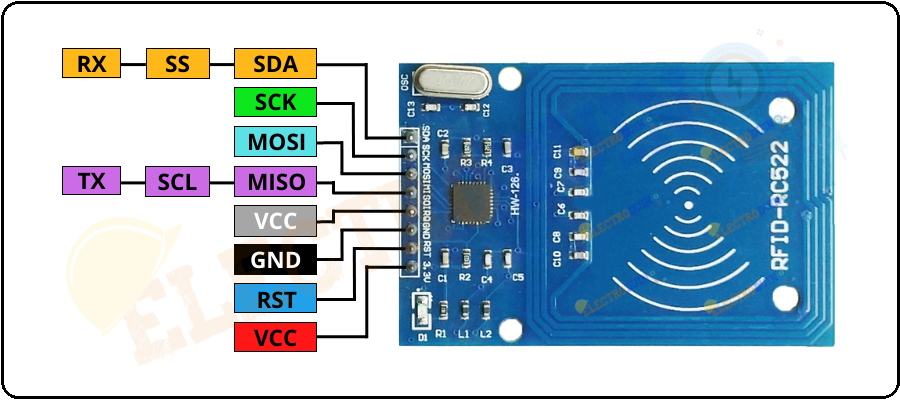 RX SS SDA
SCK
MOSI
TX SCL MISO
VCC
GND
RST
VCC
OSC
C13 C12
SDA
SCK
MOSI
MISO
IRQ
GND
RST
3.3V
R3 R4 C3
HW-126
C1 R2 C4 C5
D1 R1 L1 L2
C11
C9
C7
C6
C8
C10
RFID-RC522